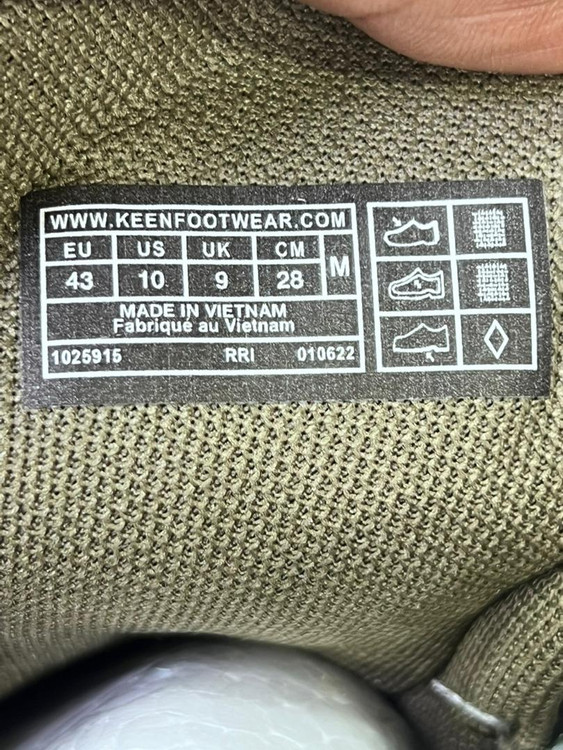 WWW.KEENFOOTWEAR.COM
EU US UK CM M
43 10 9 28
MADE IN VIETNAM
Fabriqué au Vietnam
1025915 RRI 010622